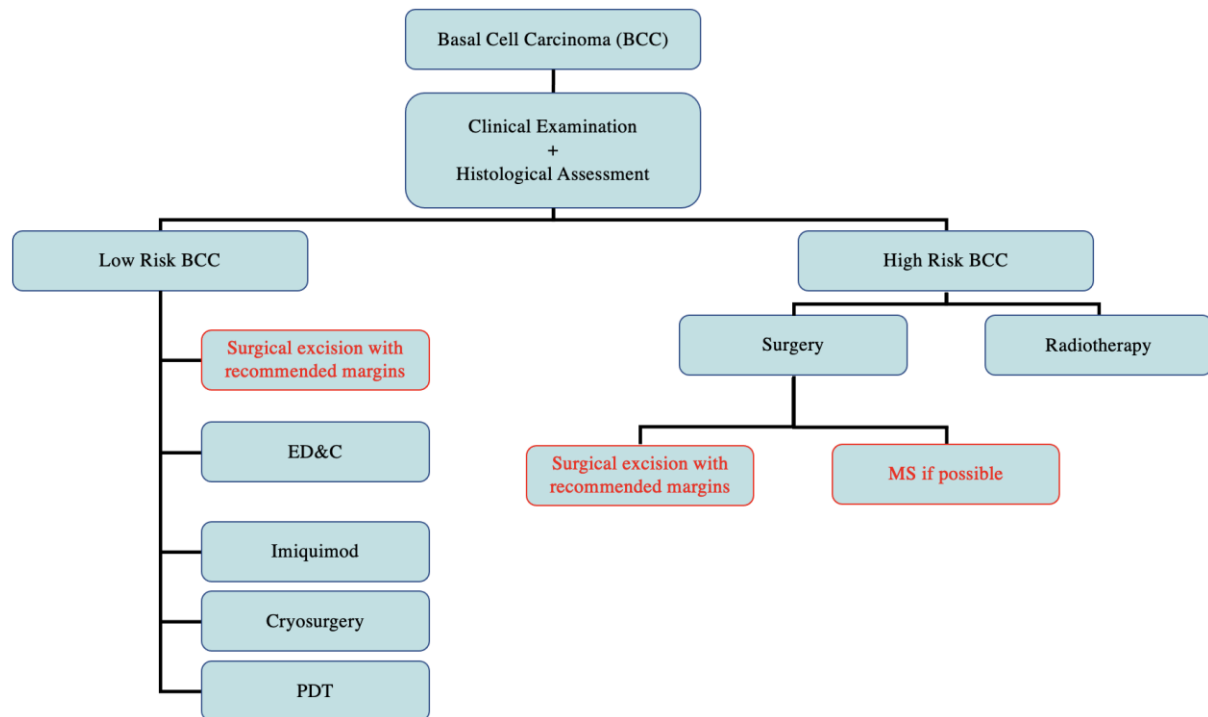 Basal Cell Carcinoma (BCC)
Clinical Examination
+
Histological Assessment
Low Risk BCC
High Risk BCC
Surgical excision with
recommended margins
ED&C
Imiquimod
Cryosurgery
PDT
Surgery
Radiotherapy
Surgical excision with
recommended margins
MS if possible